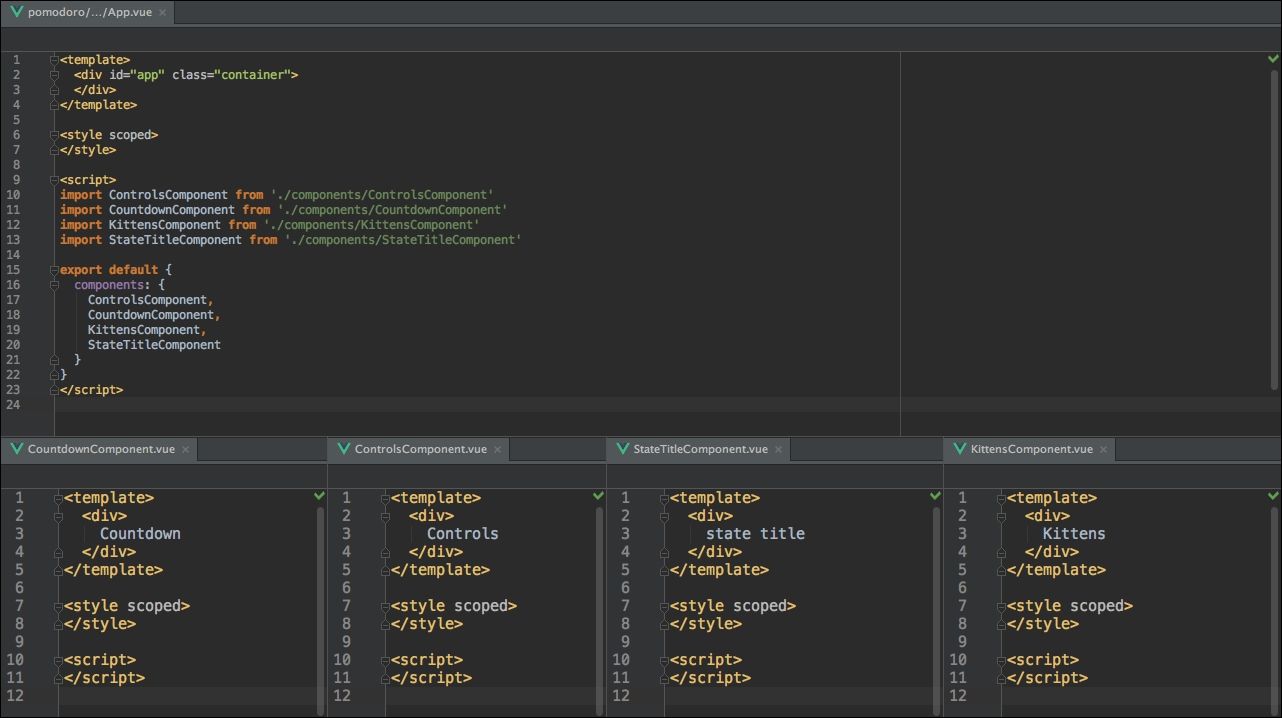 pomodoro/.../App.vue ×
1 <template>
2   <div id="app" class="container">
3   </div>
4 </template>
5
6 <style scoped>
7 </style>
8
9 <script>
10 import ControlsComponent from './components/ControlsComponent'
11 import CountdownComponent from './components/CountdownComponent'
12 import KittensComponent from './components/KittensComponent'
13 import StateTitleComponent from './components/StateTitleComponent'
14
15 export default {
16   components: {
17     ControlsComponent,
18     CountdownComponent,
19     KittensComponent,
20     StateTitleComponent
21   }
22 }
23 </script>
24
CountdownComponent.vue ×
1 <template>
2   <div>
3     Countdown
4   </div>
5 </template>
6
7 <style scoped>
8 </style>
9
10 <script>
11 </script>
12
ControlsComponent.vue ×
1 <template>
2   <div>
3     Controls
4   </div>
5 </template>
6
7 <style scoped>
8 </style>
9
10 <script>
11 </script>
12
StateTitleComponent.vue ×
1 <template>
2   <div>
3     state title
4   </div>
5 </template>
6
7 <style scoped>
8 </style>
9
10 <script>
11 </script>
12
KittensComponent.vue ×
1 <template>
2   <div>
3     Kittens
4   </div>
5 </template>
6
7 <style scoped>
8 </style>
9
10 <script>
11 </script>
12